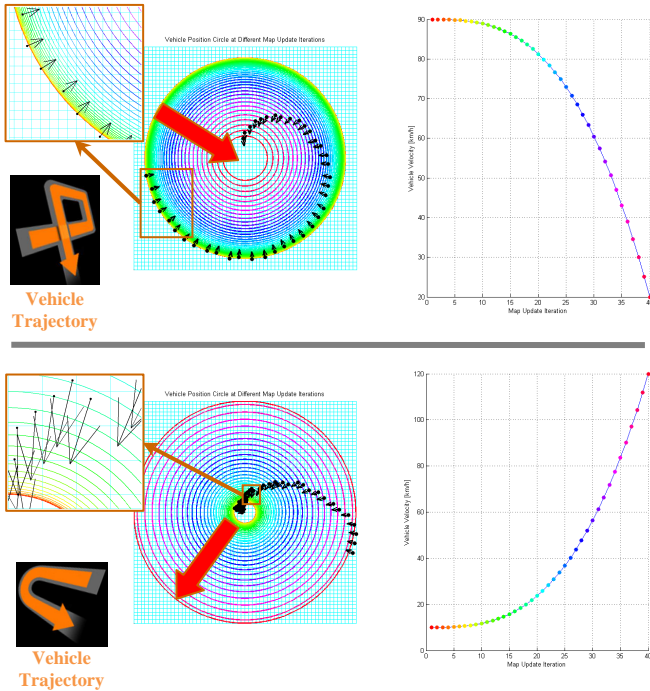 Vehicle Position Circle at Different Map Update Iterations
90
80
70
60
50
40
30
20
Vehicle Velocity [km/h]
0 5 10 15 20 25 30 35 40
Map Update Iteration
Vehicle
Trajectory
Vehicle Position Circle at Different Map Update Iterations
120
100
80
60
40
20
0
Vehicle Velocity [km/h]
0 5 10 15 20 25 30 35 40
Map Update Iteration
Vehicle
Trajectory